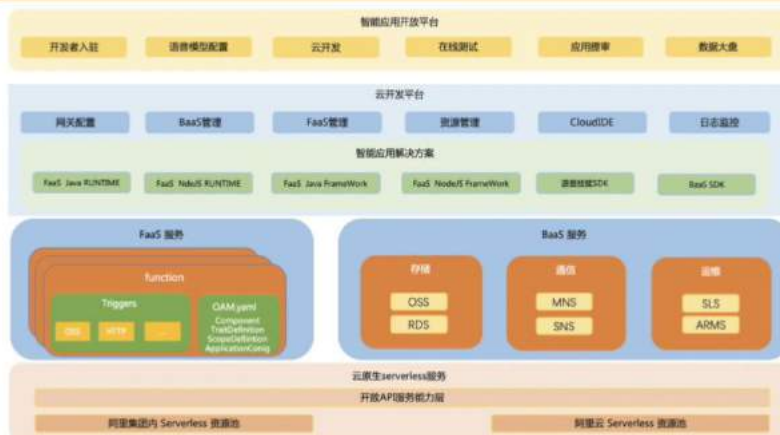 智能应用开放平台
开发者入驻 语音模型配置 云开发 在线测试 应用提审 数据大盘
云开发平台
网关配置 BaaS管理 FaaS管理 资源管理 CloudIDE 日志监控
智能应用解决方案
FaaS Java RUNTIME FaaS NdeJS RUNTIME FaaS Java FrameWork FaaS NodeJS FrameWork 语音技能SDK BaaS SDK
FaaS 服务 BaaS 服务
function
Triggers
OSS HTTP ...
OAM.yaml
Component
TraitDefinition
ScopeDefintion
ApplicationConig
存储 通信 运维
OSS MNS SLS
RDS SNS ARMS
云原生serverless服务
开放API服务能力层
阿里集团内 Serverless 资源池 阿里云 Serverless 资源池